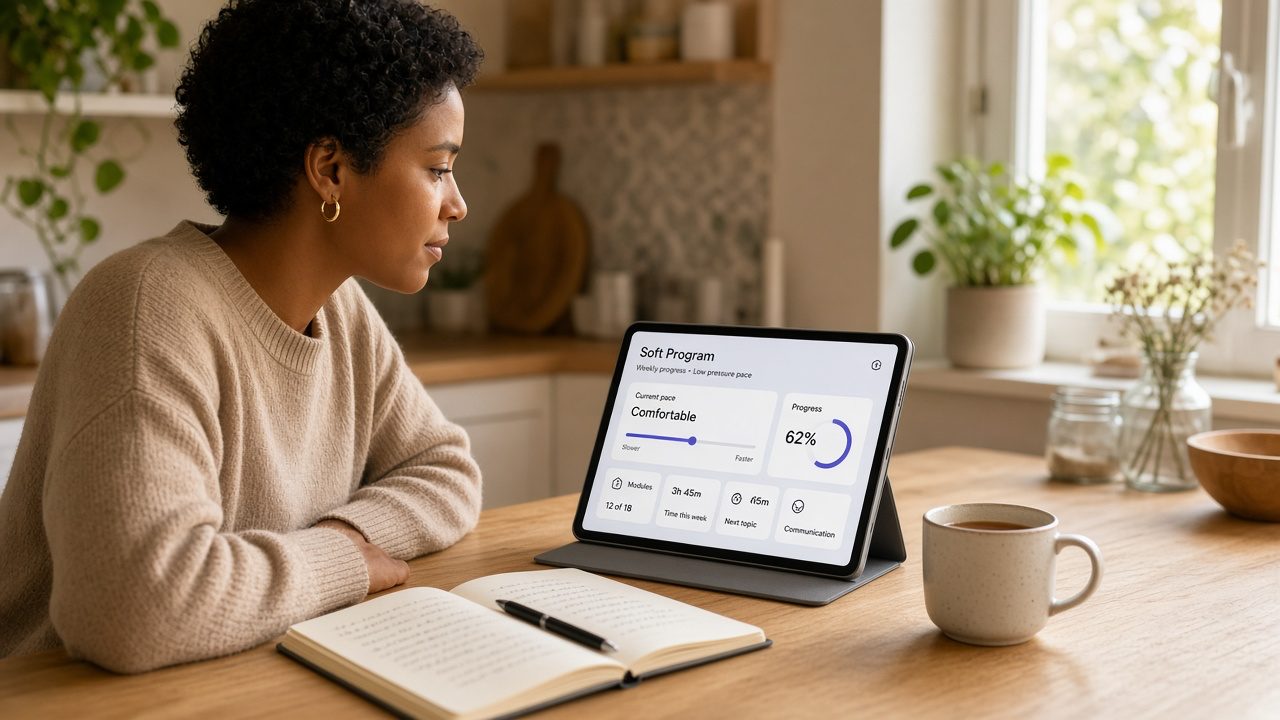 Soft Program
Weekly progress - Low pressure pace
Current pace
Comfortable
Slower
Faster
Progress
62%
Modules
12 of 18
3h 45m
Time this week
Next topic
Communication